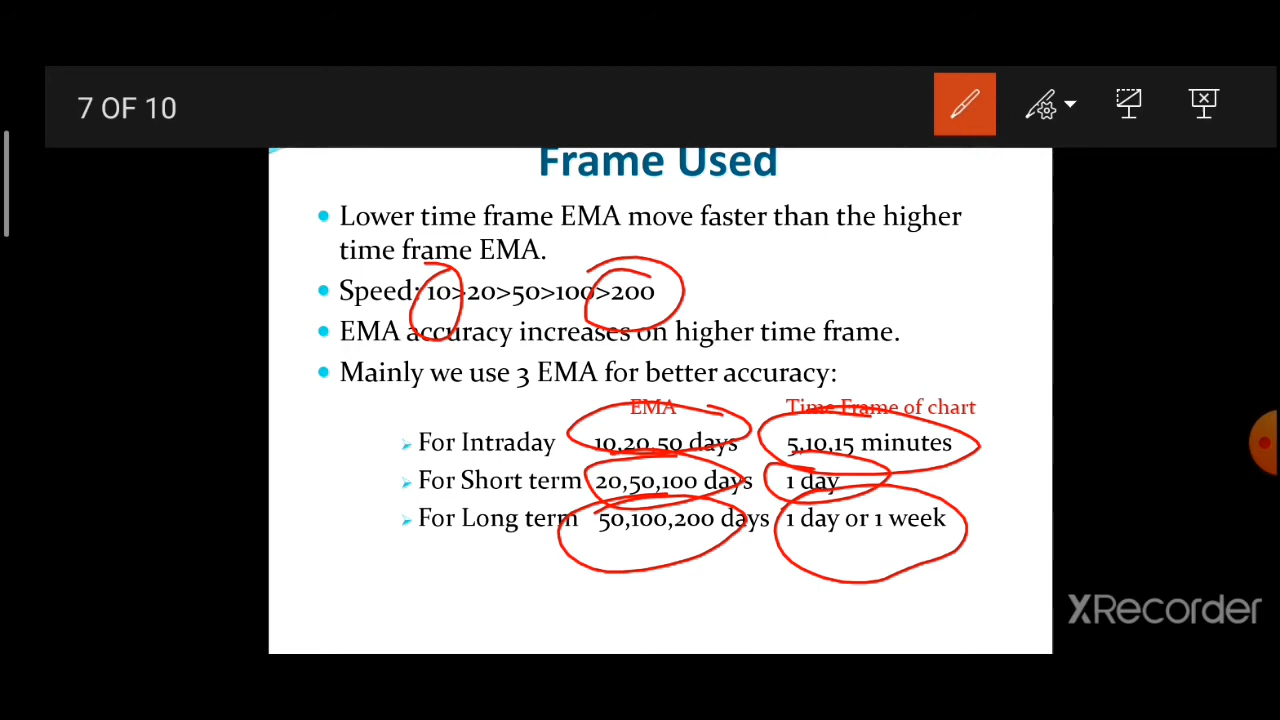 7 OF 10
Frame Used
Lower time frame EMA move faster than the higher
time frame EMA.
Speed: 10>20>50>100>200
EMA accuracy increases on higher time frame.
Mainly we use 3 EMA for better accuracy:
EMA Time Frame of chart
For Intraday 10,20,50 days 5,10,15 minutes
For Short term 20,50,100 days 1 day
For Long term 50,100,200 days 1 day or 1 week
XRecorder